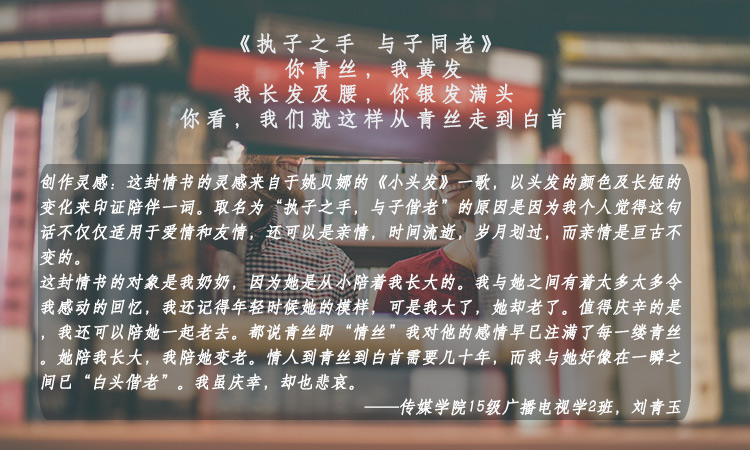 《执子之手 与子同老》
你青丝，我黄发
我长发及腰，你银发满头
你看，我们就这样从青丝走到白首
创作灵感：这封情书的灵感来自于姚贝娜的《小头发》一歌，以头发的颜色及长短的
变化来印证陪伴一词。取名为“执子之手，与子偕老”的原因是因为我个人觉得这句
话不仅仅适用于爱情和友情，还可以是亲情，时间流逝，岁月划过，而亲情是亘古不
变的。
这封情书的对象是我奶奶，因为她是从小陪着我长大的。我与她之间有着太多太多令
我感动的回忆，我还记得年轻时候她的模样，可是我大了，她却老了。值得庆幸的是
，我还可以陪她一起老去。都说青丝即“情丝”我对他的感情早已注满了每一缕青丝
。她陪我长大，我陪她变老。情人到青丝到白首需要几十年，而我与她好像在一瞬之
间已“白头偕老”。我虽庆幸，却也悲哀。
——传媒学院15级广播电视学2班，刘青玉